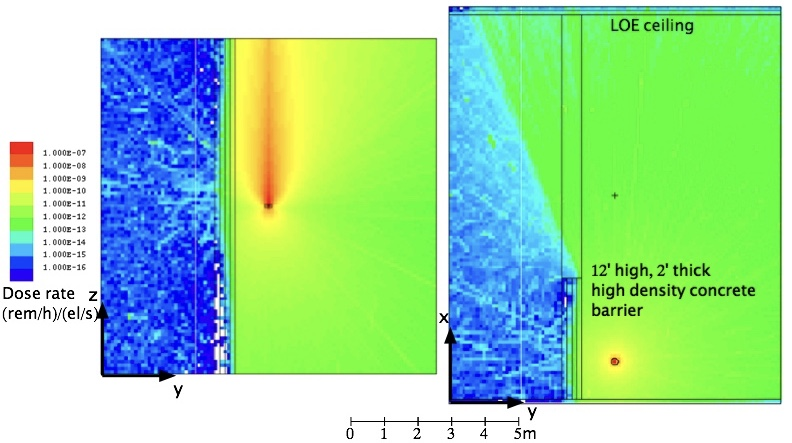 LOE ceiling
1.000E-07
1.000E-08
1.000E-09
1.000E-10
1.000E-11
1.000E-12
1.000E-13
1.000E-14
1.000E-15
1.000E-16
Dose rate
(rem/h)/(el/s)
z
y
12' high, 2' thick
high density concrete
barrier
x
y
0 1 2 3 4 5m